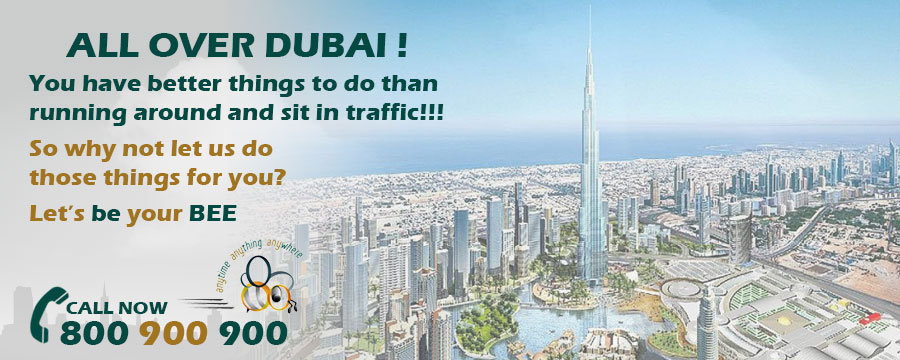 ALL OVER DUBAI !
You have better things to do than
running around and sit in traffic!!!
So why not let us do
those things for you?
Let's be your BEE
anytime anything anywhere
CALL NOW
800 900 900